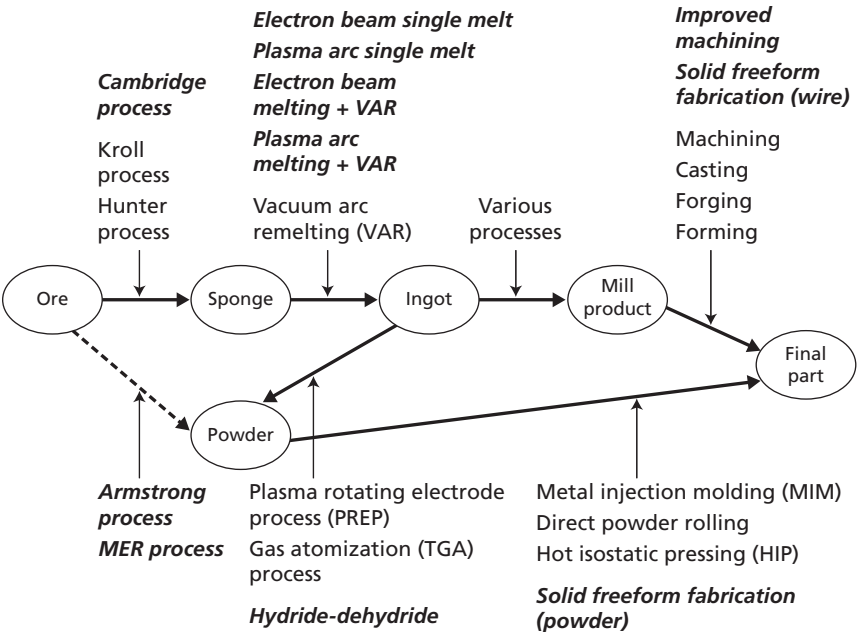 Electron beam single melt
Plasma arc single melt
Electron beam
melting + VAR
Plasma arc
melting + VAR
Improved
machining
Solid freeform
fabrication (wire)
Cambridge
process
Kroll
process
Hunter
process
Vacuum arc
remelting (VAR)
Various
processes
Machining
Casting
Forging
Forming
Ore
Sponge
Ingot
Mill
product
Final
part
Powder
Armstrong
process
MER process
Plasma rotating electrode
process (PREP)
Gas atomization (TGA)
process
Hydride-dehydride
Metal injection molding (MIM)
Direct powder rolling
Hot isostatic pressing (HIP)
Solid freeform fabrication
(powder)